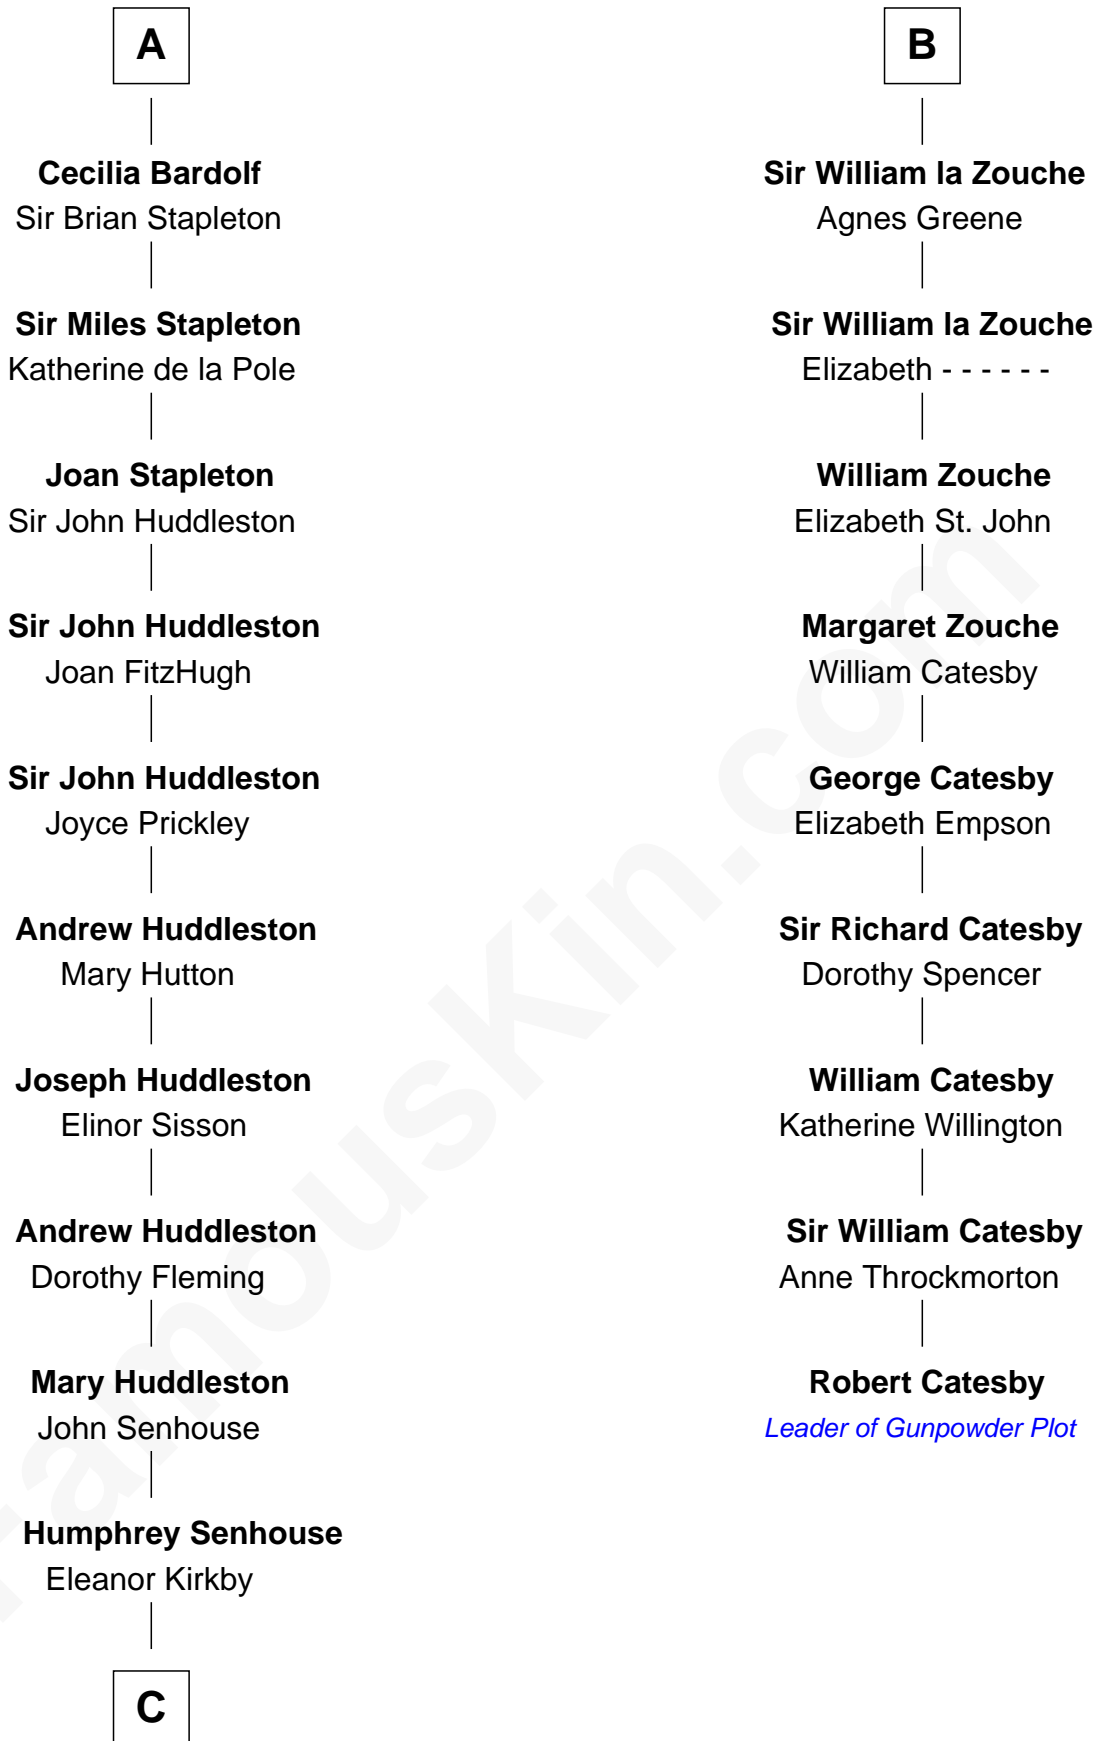 A
Cecilia Bardolf
Sir Brian Stapleton
Sir Miles Stapleton
Katherine de la Pole
Joan Stapleton
Sir John Huddleston
Sir John Huddleston
Joan FitzHugh
Sir John Huddleston
Joyce Prickley
Andrew Huddleston
Mary Hutton
Joseph Huddleston
Elinor Sisson
Andrew Huddleston
Dorothy Fleming
Mary Huddleston
John Senhouse
Humphrey Senhouse
Eleanor Kirkby
C
B
Sir William la Zouche
Agnes Greene
Sir William la Zouche
Elizabeth - - - - - -
William Zouche
Elizabeth St. John
Margaret Zouche
William Catesby
George Catesby
Elizabeth Empson
Sir Richard Catesby
Dorothy Spencer
William Catesby
Katherine Willington
Sir William Catesby
Anne Throckmorton
Robert Catesby
Leader of Gunpowder Plot
FamousKin.com